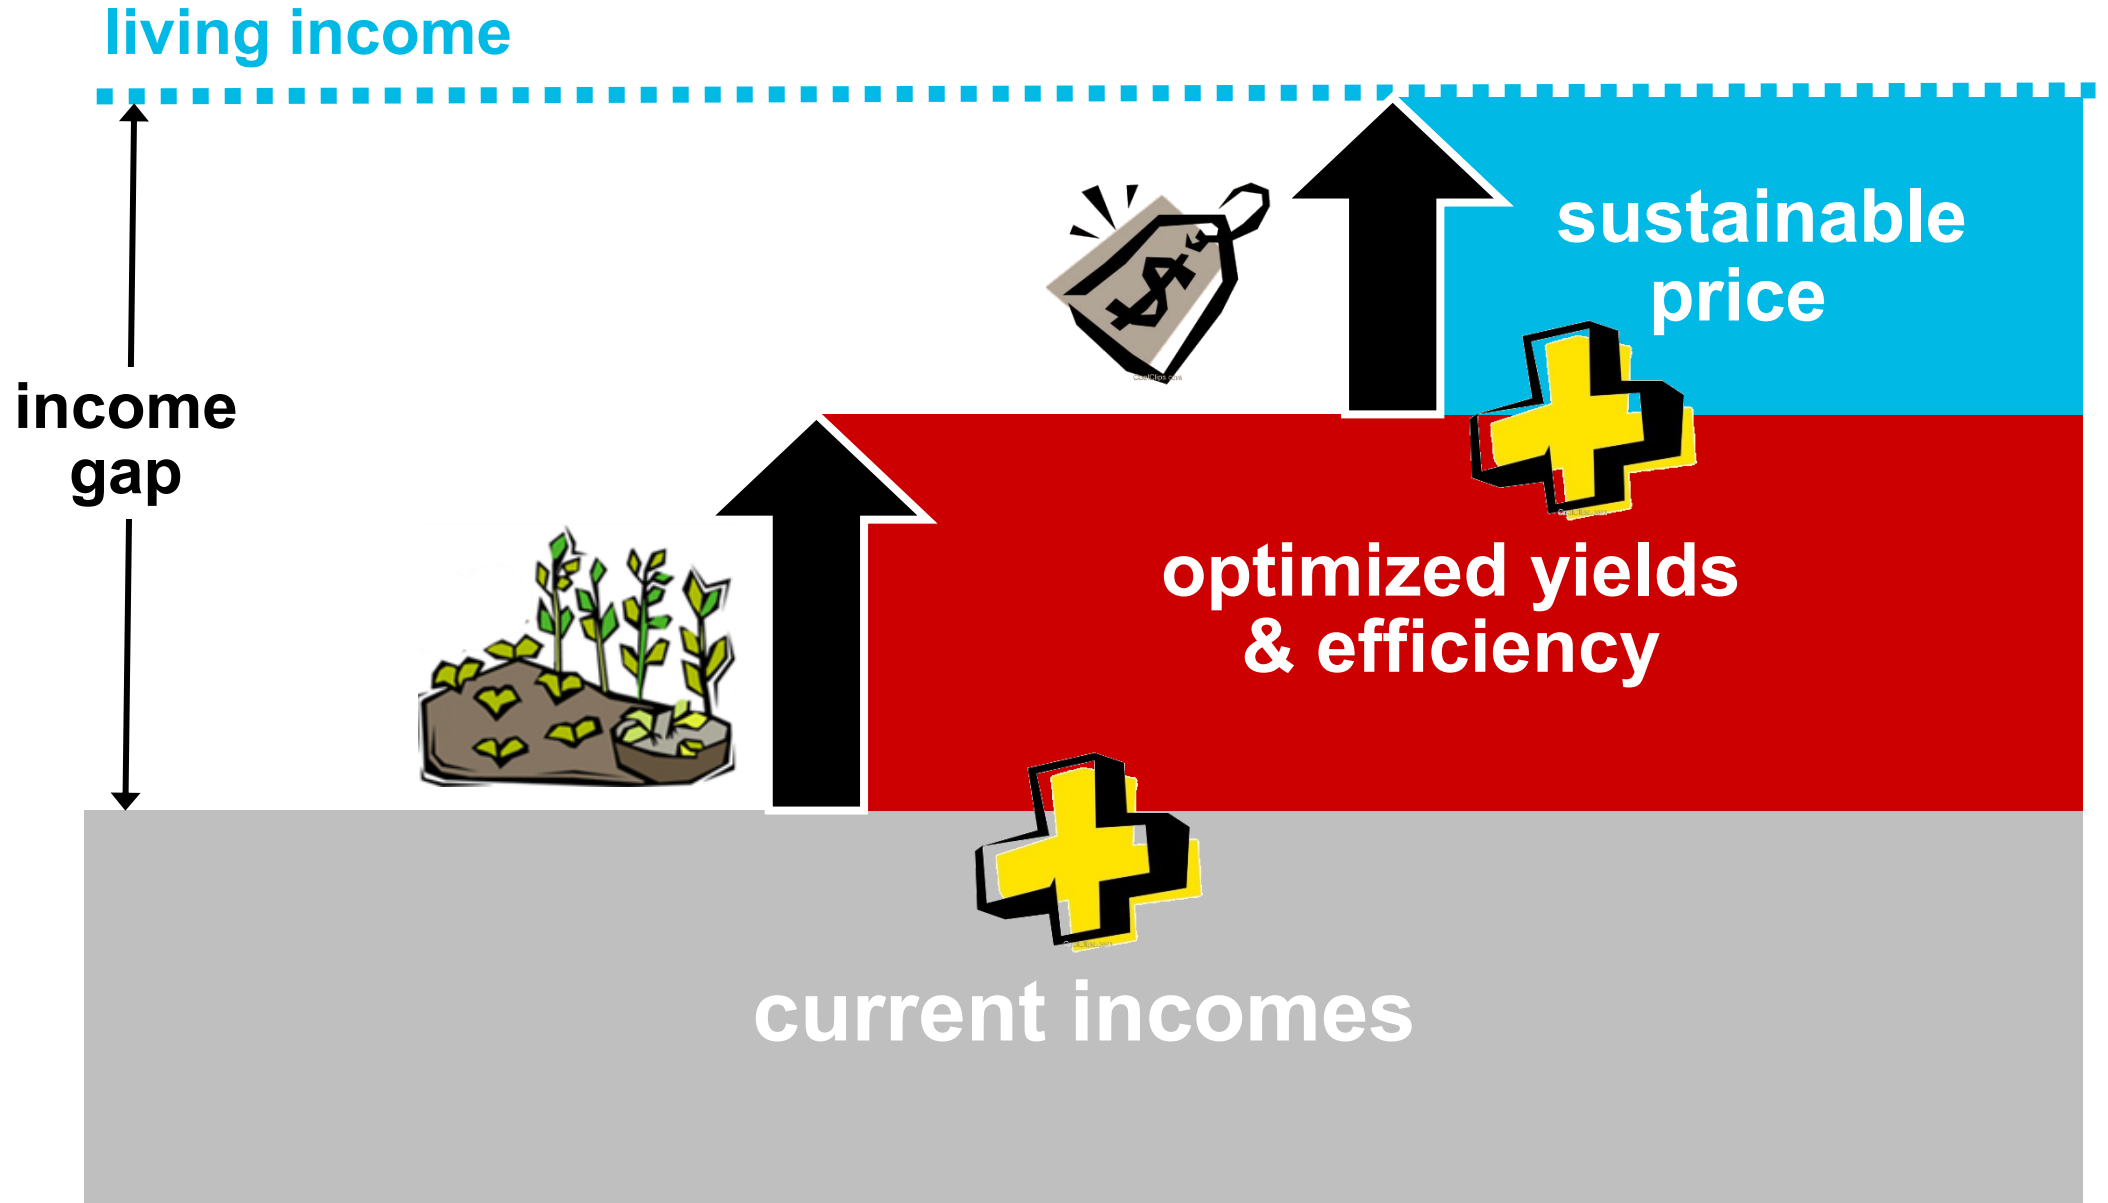 living income
sustainable
price
income
gap
optimized yields
& efficiency
current incomes